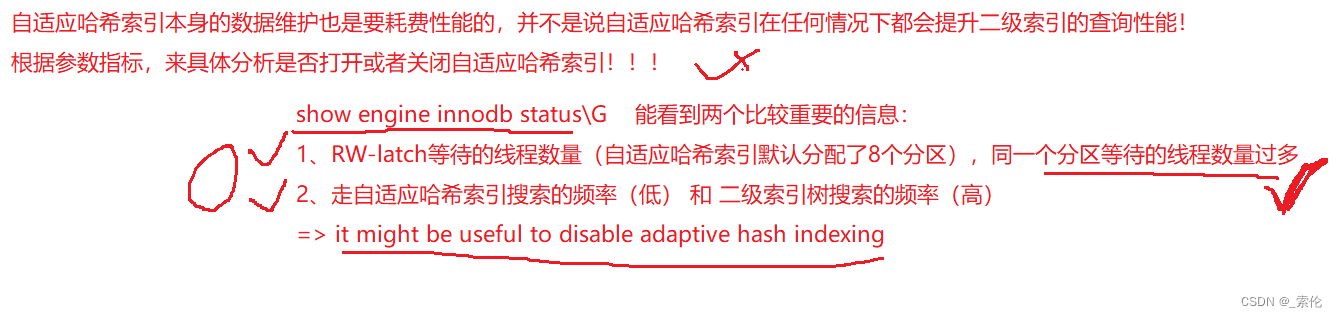 自适应哈希索引本身的数据维护也是要耗费性能的，并不是说自适应哈希索引在任何情况下都会提升二级索引的查询性能！
根据参数指标，来具体分析是否打开或者关闭自适应哈希索引！！！
show engine innodb status\G 能看到两个比较重要的信息：
1、RW-latch等待的线程数量（自适应哈希索引默认分配了8个分区），同一个分区等待的线程数量过多
2、走自适应哈希索引搜索的频率（低） 和 二级索引树搜索的频率（高）
=> it might be useful to disable adaptive hash indexing
CSDN @_索伦